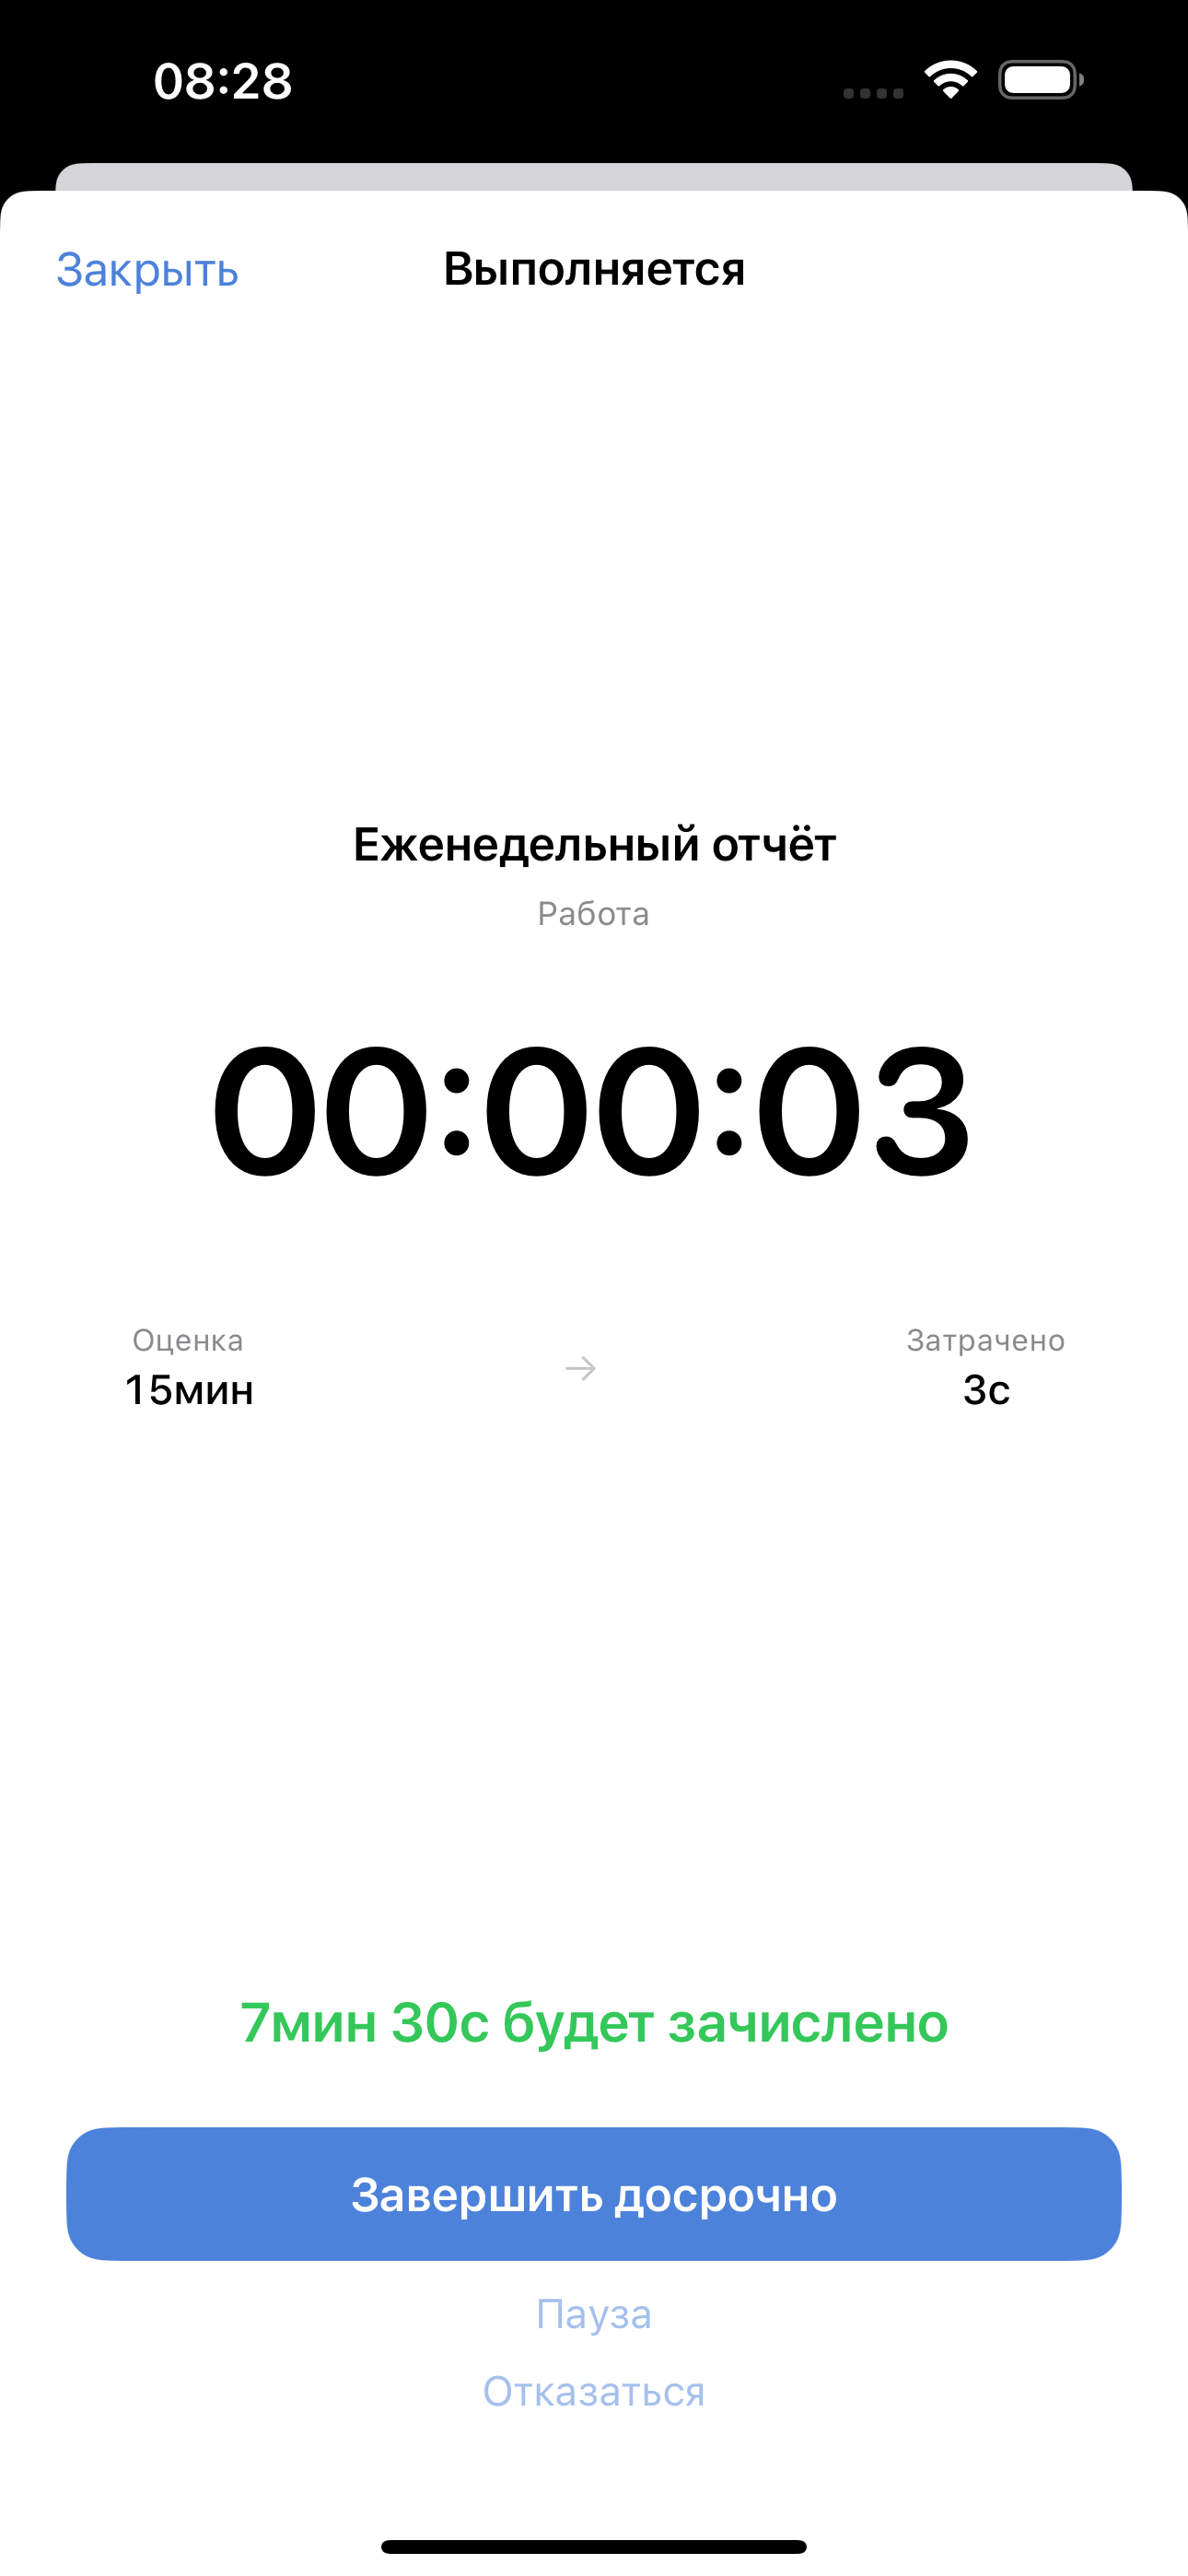 08:28
Закрыть
Выполняется
Еженедельный отчёт
Работа
00:00:03
Оценка
Затрачено
15мин
→
3с
7мин 30с будет зачислено
Завершить досрочно
Пауза
Отказаться